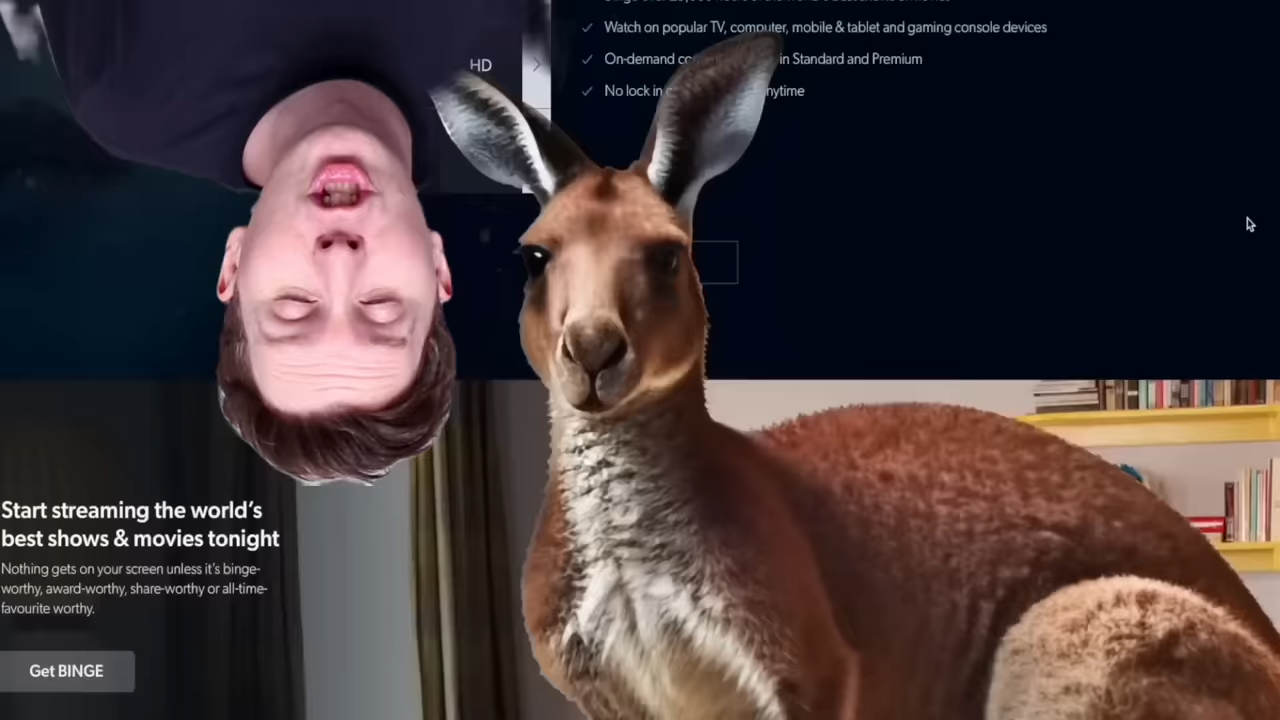 Watch on popular TV, computer, mobile & tablet and gaming console devices
On-demand in Standard and Premium
No lock in
HD
Start streaming the world's
best shows & movies tonight
Nothing gets on your screen unless it's binge-
worthy, award-worthy, share-worthy or all-time-
favourite worthy.
Get BINGE